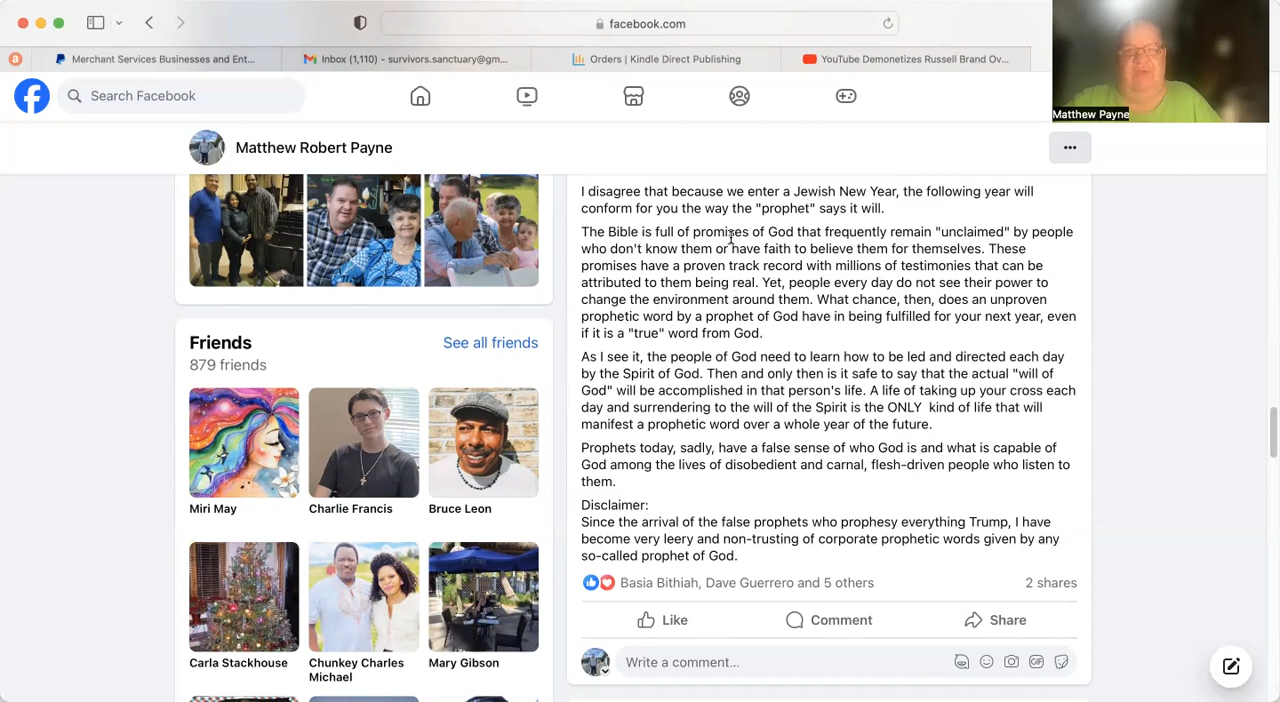 facebook.com
a
Merchant Services Businesses and Ent...
Inbox (1,110) - survivors.sanctuary@gm...
Orders | Kindle Direct Publishing
YouTube Demonetizes Russell Brand Ov...
Matthew Payne
Search Facebook
Matthew Robert Payne
...
Friends
See all friends
879 friends
Miri May
Charlie Francis
Bruce Leon
Carla Stackhouse
Chunkey Charles
Michael
Mary Gibson
I disagree that because we enter a Jewish New Year, the following year will
conform for you the way the "prophet" says it will.
The Bible is full of promises of God that frequently remain "unclaimed" by people
who don't know them or have faith to believe them for themselves. These
promises have a proven track record with millions of testimonies that can be
attributed to them being real. Yet, people every day do not see their power to
change the environment around them. What chance, then, does an unproven
prophetic word by a prophet of God have in being fulfilled for your next year, even
if it is a "true" word from God.
As I see it, the people of God need to learn how to be led and directed each day
by the Spirit of God. Then and only then is it safe to say that the actual "will of
God" will be accomplished in that person's life. A life of taking up your cross each
day and surrendering to the will of the Spirit is the ONLY  kind of life that will
manifest a prophetic word over a whole year of the future.
Prophets today, sadly, have a false sense of who God is and what is capable of
God among the lives of disobedient and carnal, flesh-driven people who listen to
them.
Disclaimer:
Since the arrival of the false prophets who prophesy everything Trump, I have
become very leery and non-trusting of corporate prophetic words given by any
so-called prophet of God.
Basia Bithiah, Dave Guerrero and 5 others
2 shares
Like
Comment
Share
Write a comment...
GIF